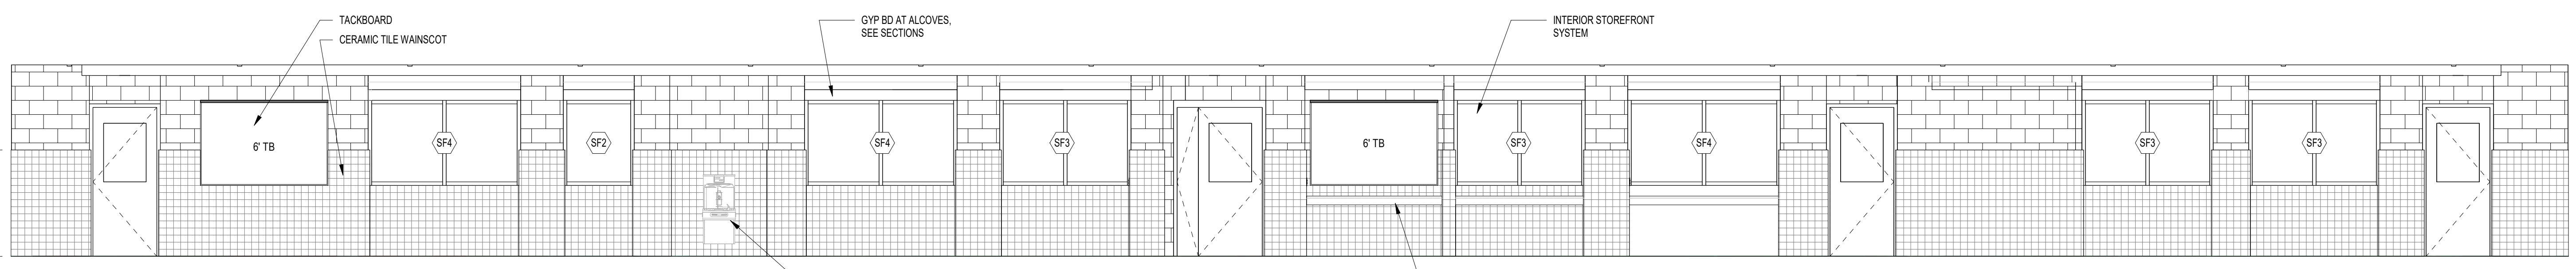 TACKBOARD
CERAMIC TILE WAINSCOT
GYP BD AT ALCOVES,
SEE SECTIONS
INTERIOR STOREFRONT
SYSTEM
6' TB
SF4
SF2
SF4
SF3
6' TB
SF3
SF4
SF3
SF3